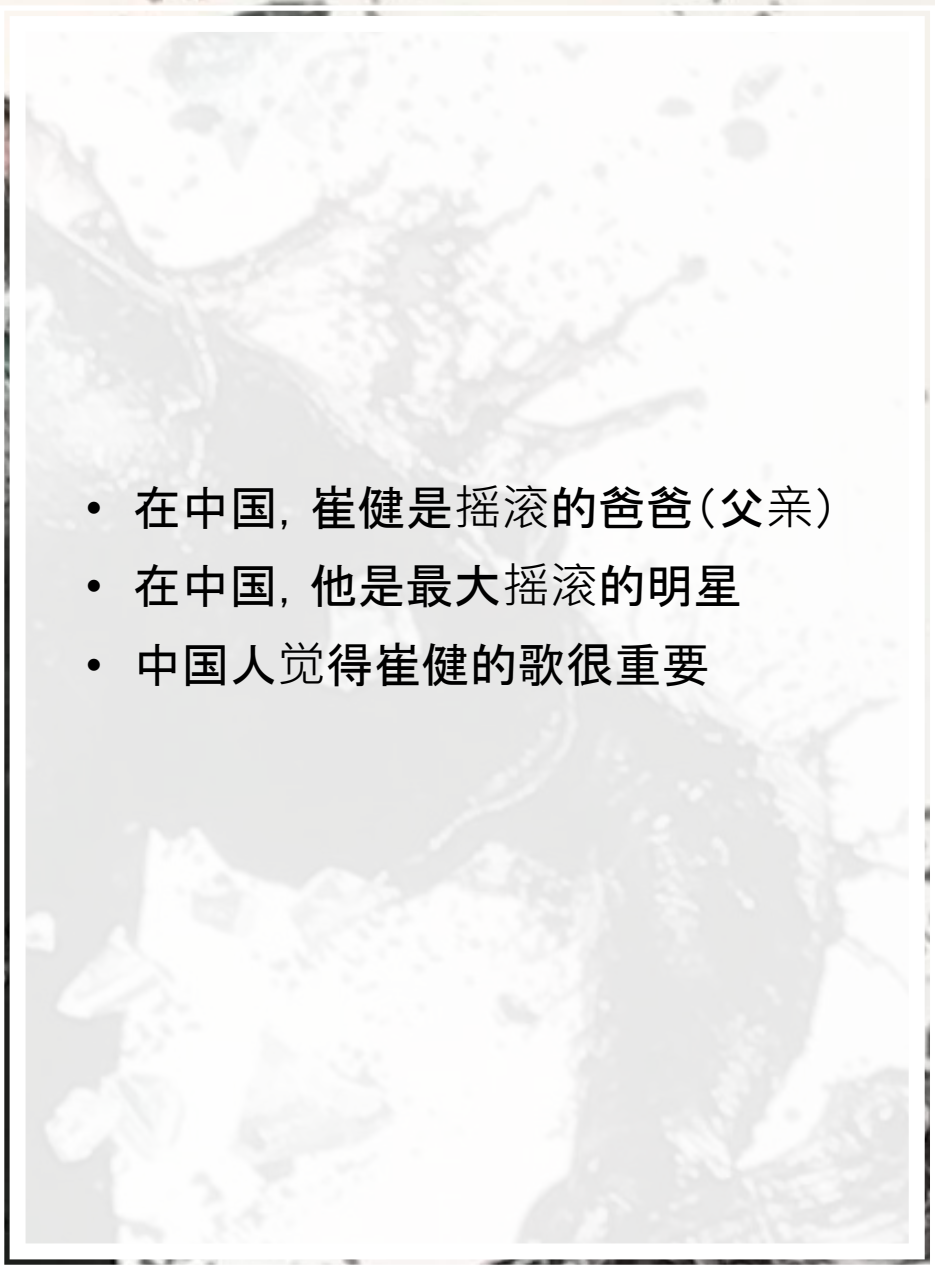 • 在中国, 崔健是摇滚的爸爸(父亲)
• 在中国, 他是最大摇滚的明星
• 中国人觉得崔健的歌很重要